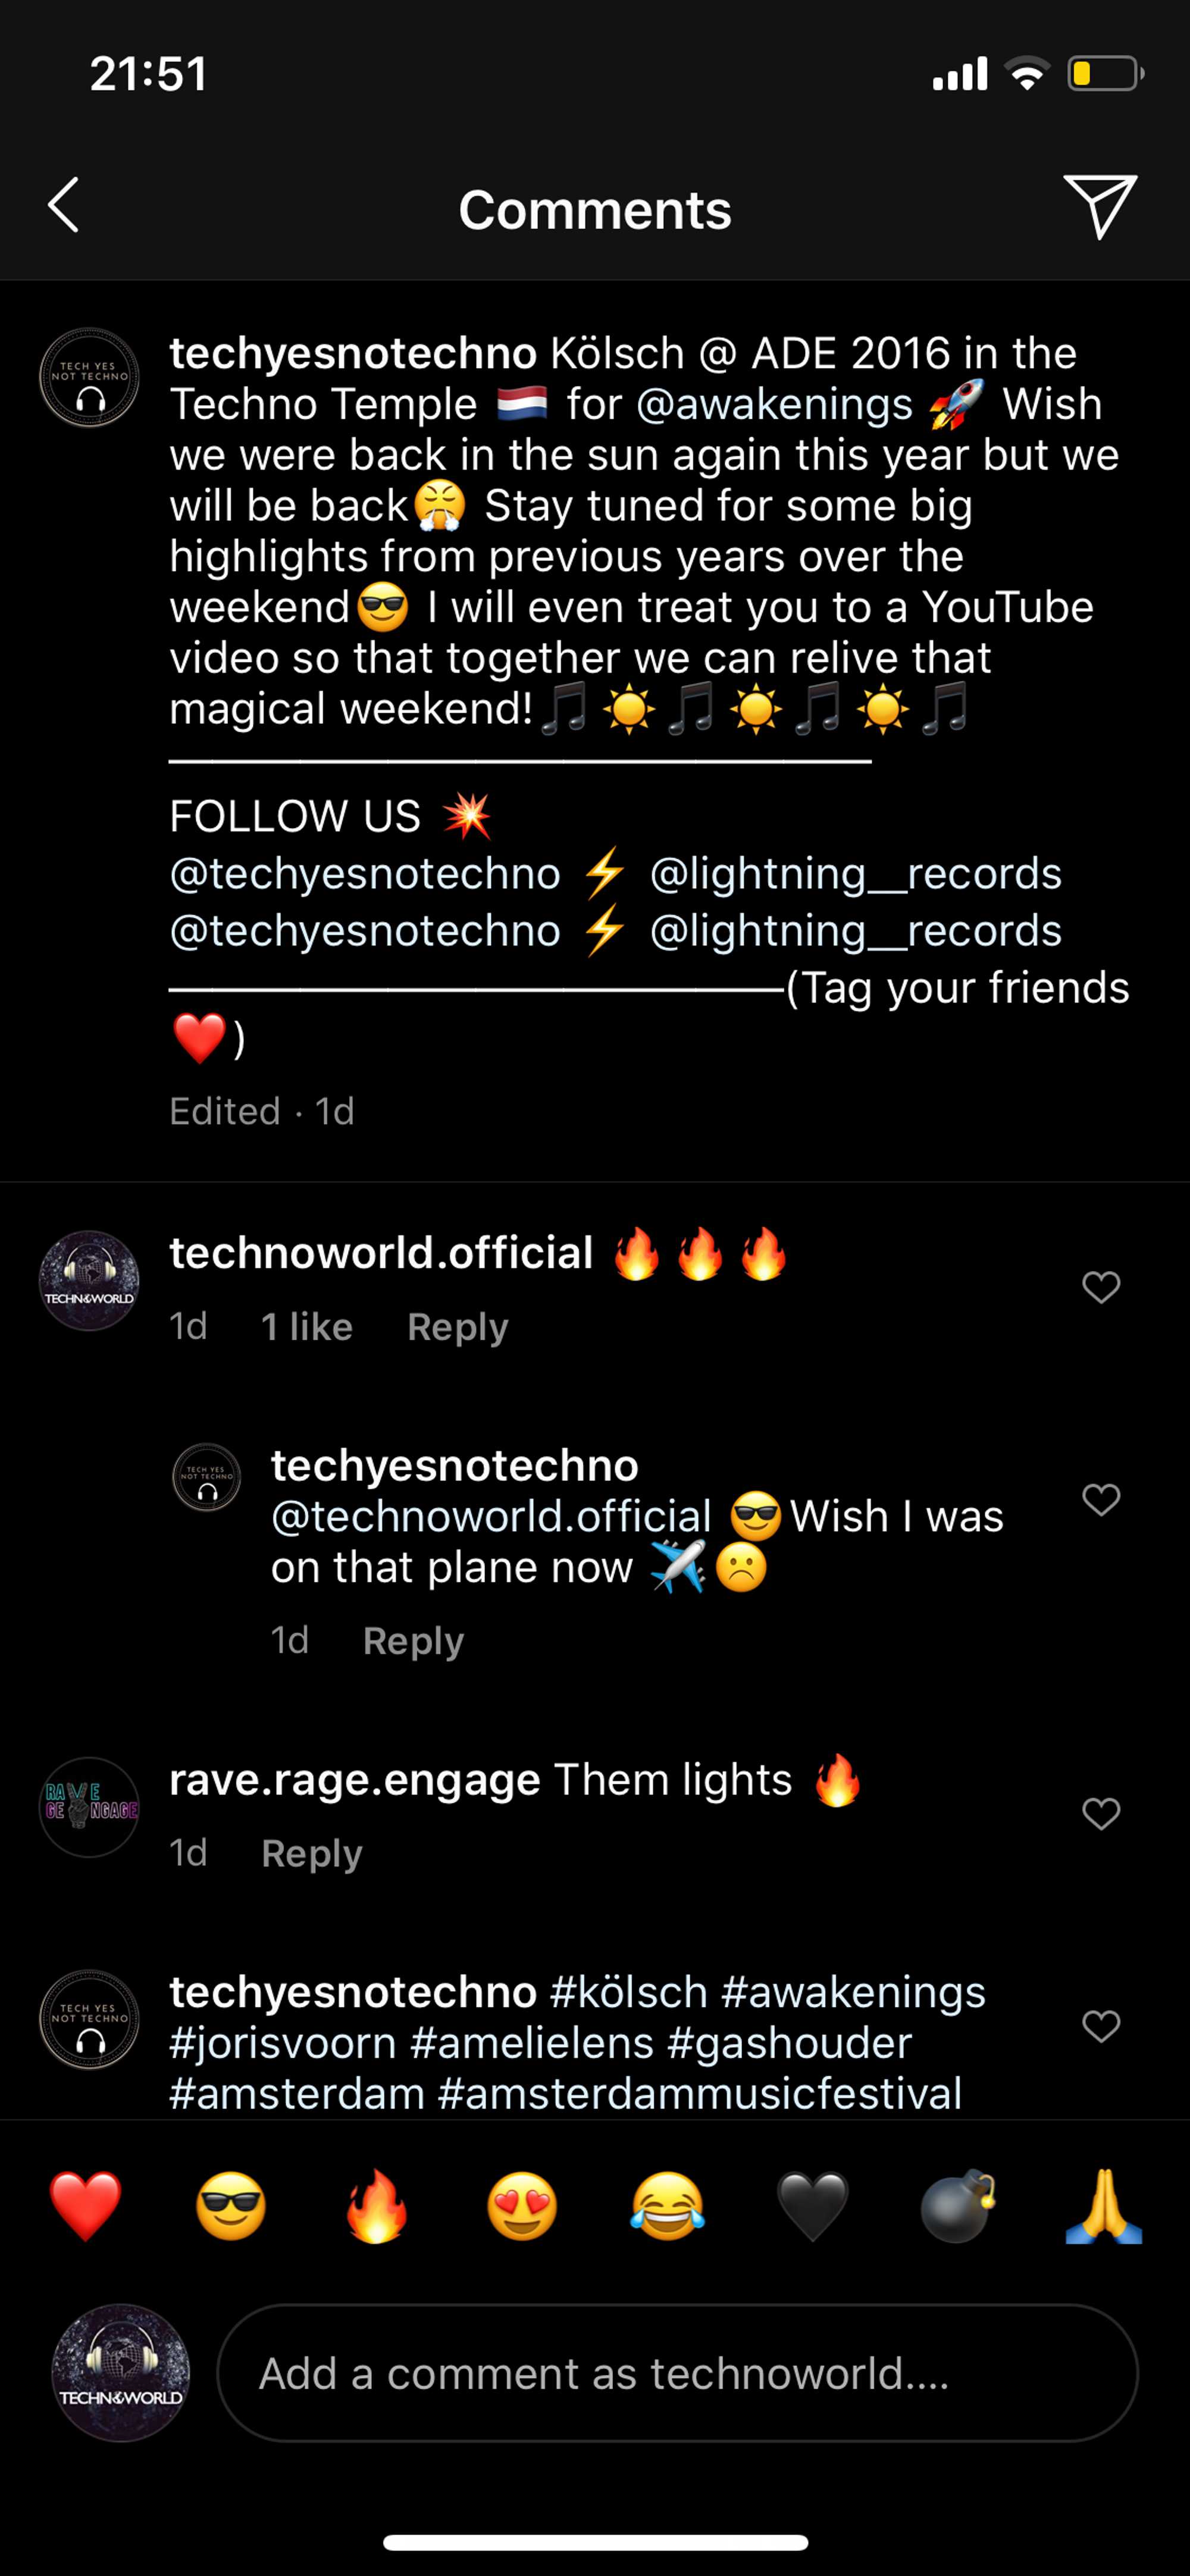 21:51
Comments
TECH YES
NOT TECHNO
techyesnotechno Kölsch @ ADE 2016 in the
Techno Temple 🇳🇱 for @awakenings 🚀 Wish
we were back in the sun again this year but we
will be back😤 Stay tuned for some big
highlights from previous years over the
weekend😎 I will even treat you to a YouTube
video so that together we can relive that
magical weekend!🎵☀️🎵☀️🎵☀️🎵
————————————————
FOLLOW US 💥
@techyesnotechno ⚡ @lightning__records
@techyesnotechno ⚡ @lightning__records
——————————————(Tag your friends
❤️)
Edited · 1d
TECHN&WORLD
technoworld.official 🔥🔥🔥
1d 1 like Reply
TECH YES
NOT TECHNO
techyesnotechno
@technoworld.official 😎Wish I was
on that plane now ✈️☹️
1d Reply
RAVE
GE ENGAGE
rave.rage.engage Them lights 🔥
1d Reply
TECH YES
NOT TECHNO
techyesnotechno #kölsch #awakenings
#jorisvoorn #amelielens #gashouder
#amsterdam #amsterdammusicfestival
❤️ 😎 🔥 😍 😂 🖤 💣 🙏
TECHN&WORLD
Add a comment as technoworld....